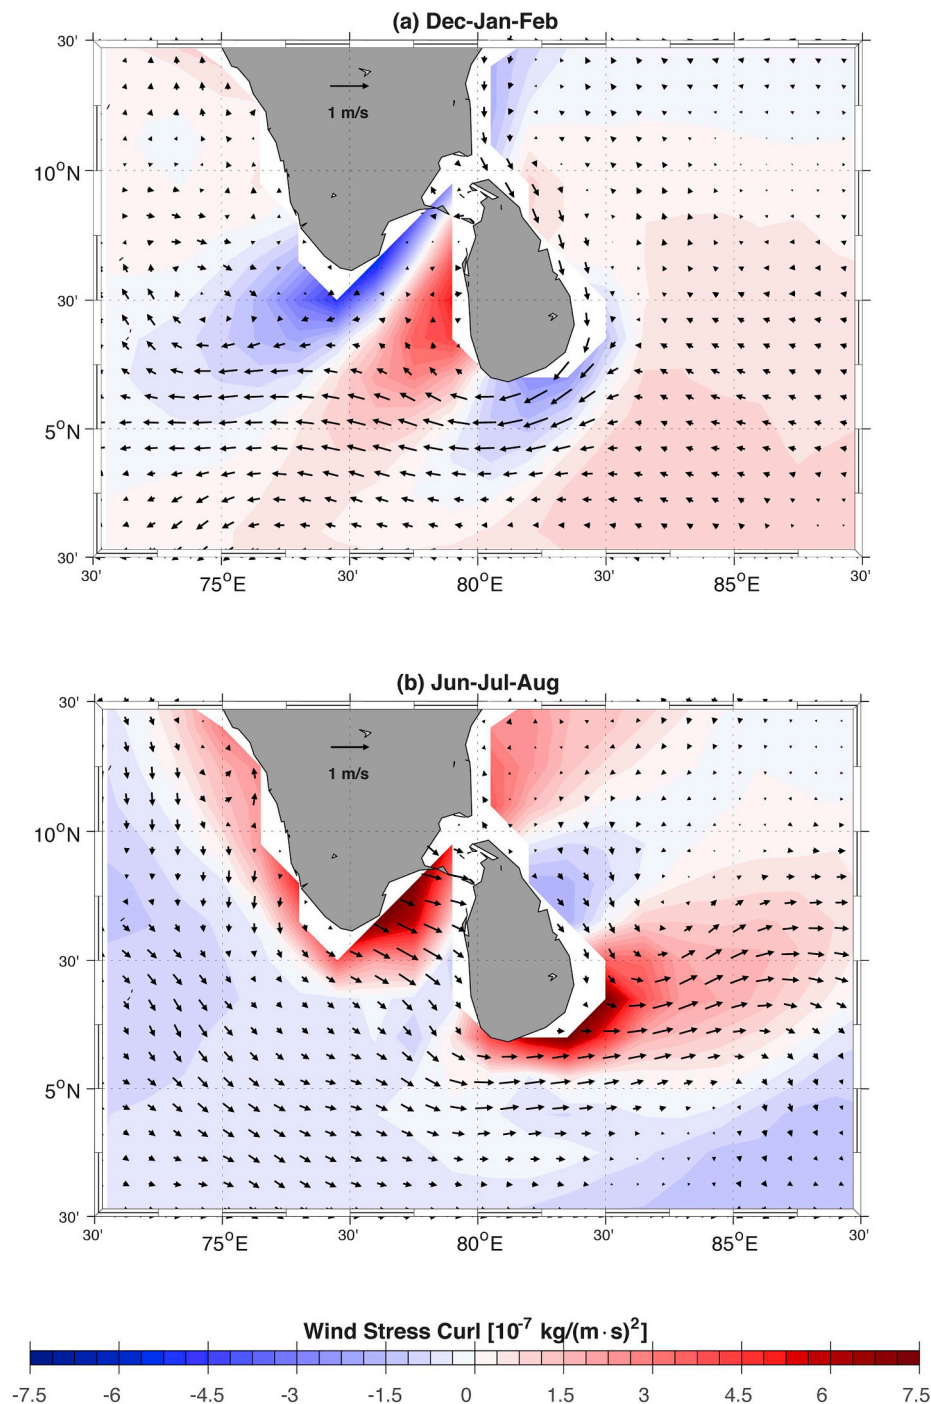 (a) Dec-Jan-Feb
30'
1 m/s
10°N
30'
5°N
30'
30' 75°E 30' 80°E 30' 85°E 30'
(b) Jun-Jul-Aug
30'
1 m/s
10°N
30'
5°N
30'
30' 75°E 30' 80°E 30' 85°E 30'
Wind Stress Curl [10⁻⁷ kg/(m·s)²]
-7.5 -6 -4.5 -3 -1.5 0 1.5 3 4.5 6 7.5